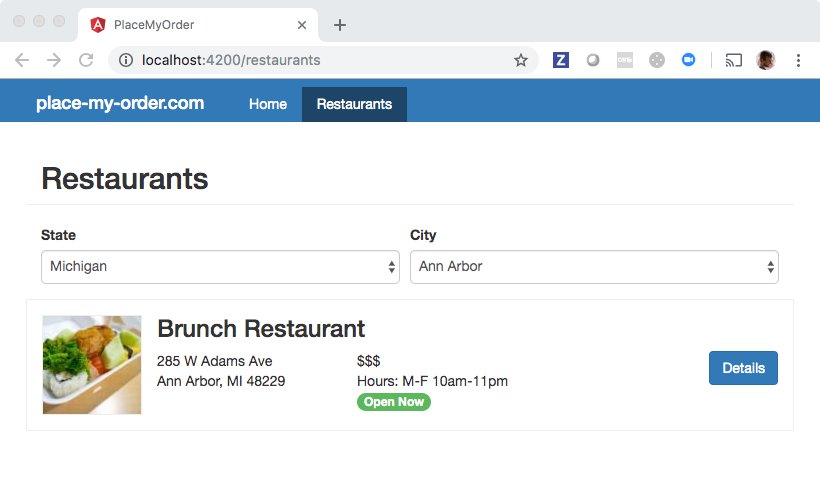 PlaceMyOrder
localhost:4200/restaurants
Z
place-my-order.com Home Restaurants
Restaurants
State City
Michigan Ann Arbor
Brunch Restaurant
285 W Adams Ave $$$
Ann Arbor, MI 48229 Hours: M-F 10am-11pm
Open Now
Details